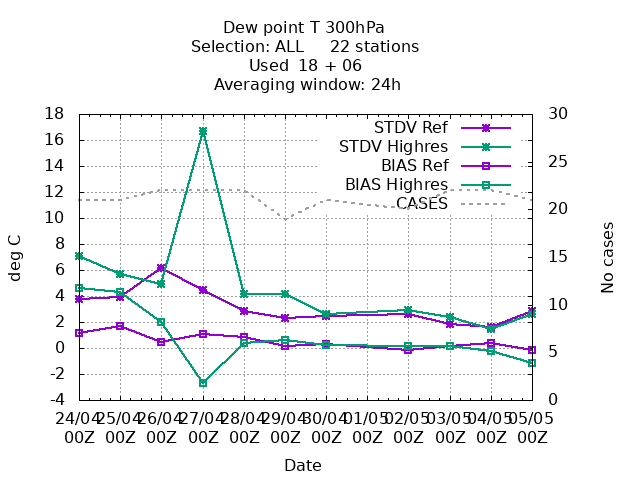 Dew point T 300hPa
Selection: ALL 22 stations
Used 18 + 06
Averaging window: 24h
18 30
STDV Ref
16
STDV Highres
14 25
BIAS Ref
12
BIAS Highres
CASES
10 20
8
6 15
4
10
2
0 5
-2
-4 0
deg C
No cases
24/04 25/04 26/04 27/04 28/04 29/04 30/04 01/05 02/05 03/05 04/05 05/05
00Z 00Z 00Z 00Z 00Z 00Z 00Z 00Z 00Z 00Z 00Z 00Z
Date